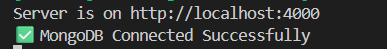 Server is on http://localhost:4000
✅ MongoDB Connected Successfully